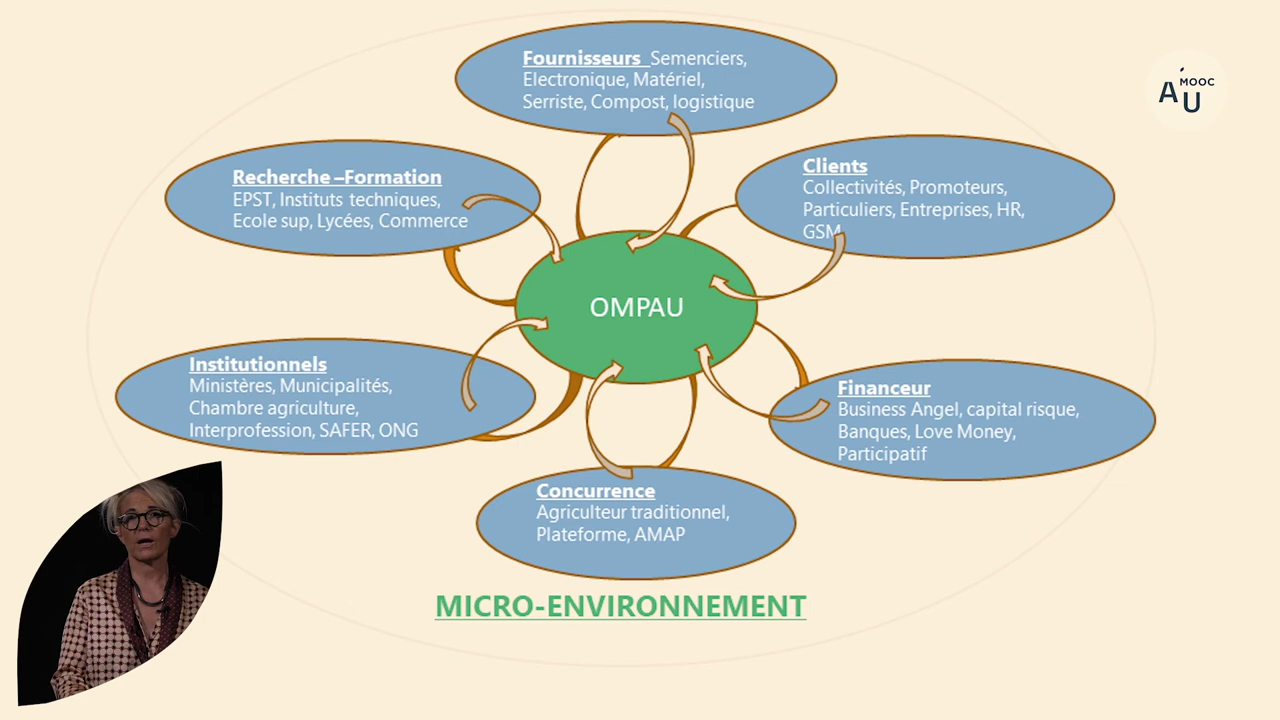 Fournisseurs Semenciers,
Electronique, Matériel,
Serriste, Compost, logistique
MOOC
AU
Recherche –Formation
EPST, Instituts techniques,
Ecole sup, Lycées, Commerce
Clients
Collectivités, Promoteurs,
Particuliers, Entreprises, HR,
GSM
OMPAU
Institutionnels
Ministères, Municipalités,
Chambre agriculture,
Interprofession, SAFER, ONG
Financeur
Business Angel, capital risque,
Banques, Love Money,
Participatif
Concurrence
Agriculteur traditionnel,
Plateforme, AMAP
MICRO-ENVIRONNEMENT